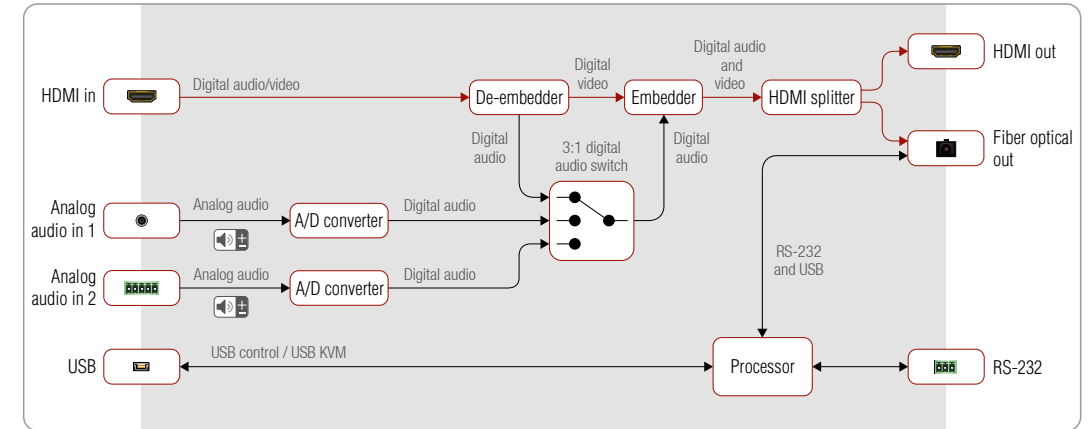 HDMI in
Digital audio/video
De-embedder
Digital
video
Embedder
Digital audio
and
video
HDMI splitter
HDMI out
Fiber optical
out
Digital
audio
3:1 digital
audio switch
Digital
audio
Analog
audio in 1
Analog audio
A/D converter
Digital audio
Analog
audio in 2
Analog audio
A/D converter
Digital audio
RS-232
and USB
USB
USB control / USB KVM
Processor
RS-232